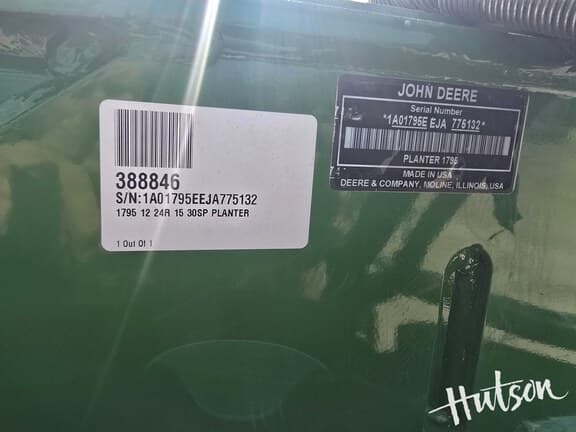 388846
S/N:1A01795EEJA775132
1795 12 24R 15 30SP PLANTER
1 Out Of 1
JOHN DEERE
Serial Number
*1A01795E EJA 775132*
PLANTER 1795
MADE IN USA
DEERE & COMPANY, MOLINE, ILLINOIS, USA
Hutson